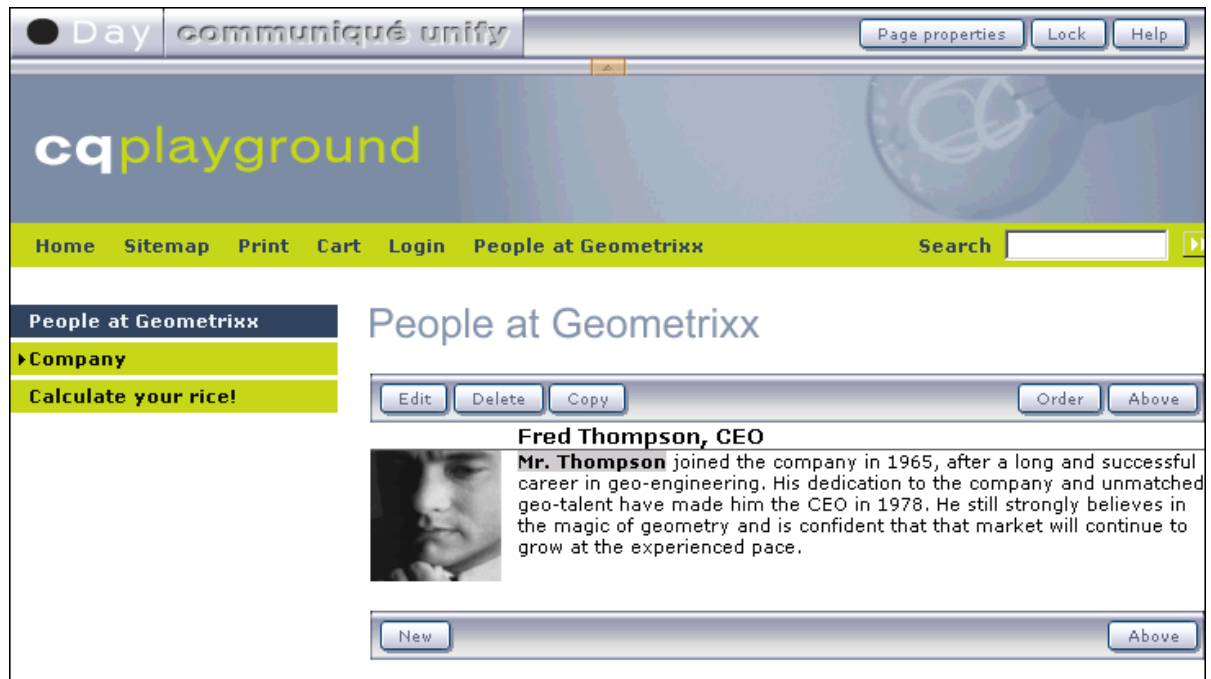 Day communiqué unify Page properties Lock Help
cqplayground
Home Sitemap Print Cart Login People at Geometrixx Search
People at Geometrixx
Company
Calculate your rice!
People at Geometrixx
Edit Delete Copy Order Above
Fred Thompson, CEO
Mr. Thompson joined the company in 1965, after a long and successful
career in geo-engineering. His dedication to the company and unmatched
geo-talent have made him the CEO in 1978. He still strongly believes in
the magic of geometry and is confident that that market will continue to
grow at the experienced pace.
New Above